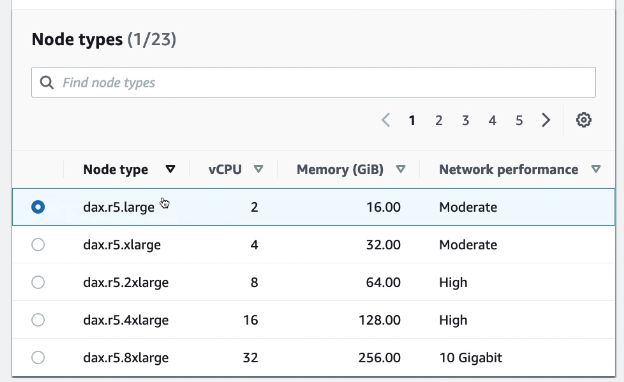 Node types (1/23)
Find node types
1 2 3 4 5
Node type vCPU Memory (GiB) Network performance
dax.r5.large 2 16.00 Moderate
dax.r5.xlarge 4 32.00 Moderate
dax.r5.2xlarge 8 64.00 High
dax.r5.4xlarge 16 128.00 High
dax.r5.8xlarge 32 256.00 10 Gigabit